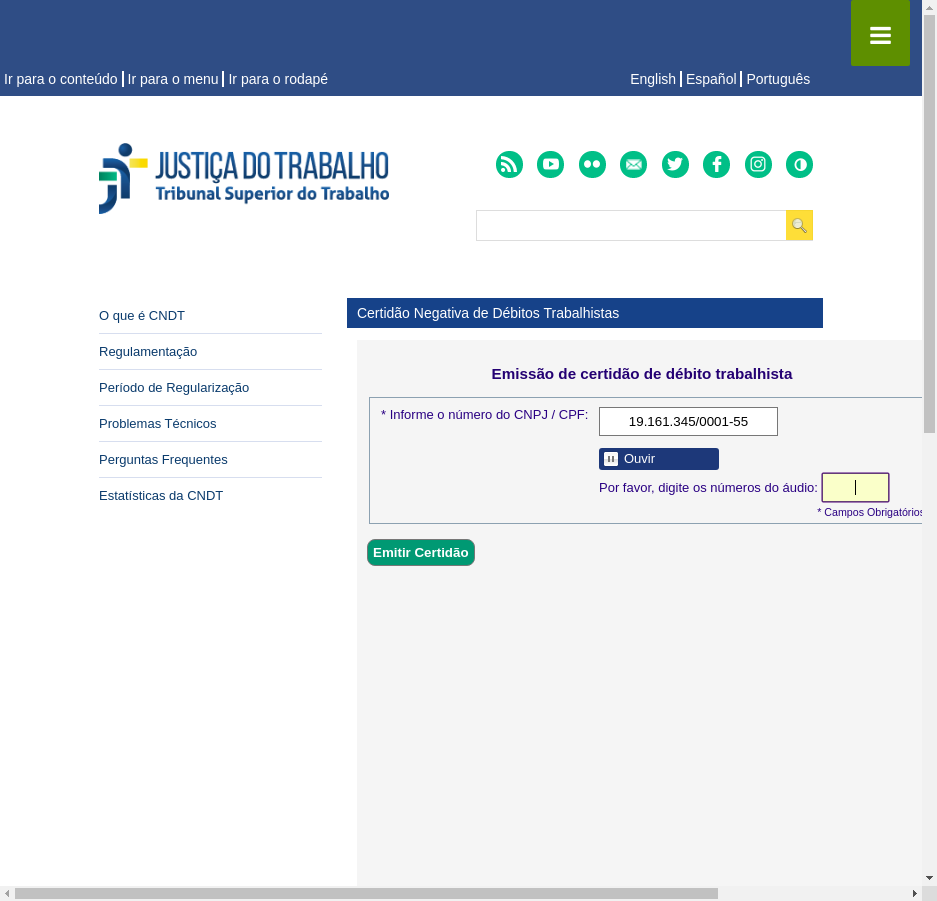 Ir para o conteúdo Ir para o menu Ir para o rodapé English Español Português
JUSTIÇA DO TRABALHO
Tribunal Superior do Trabalho
O que é CNDT
Regulamentação
Período de Regularização
Problemas Técnicos
Perguntas Frequentes
Estatísticas da CNDT
Certidão Negativa de Débitos Trabalhistas
Emissão de certidão de débito trabalhista
* Informe o número do CNPJ / CPF: 19.161.345/0001-55
Ouvir
Por favor, digite os números do áudio:
* Campos Obrigatórios
Emitir Certidão